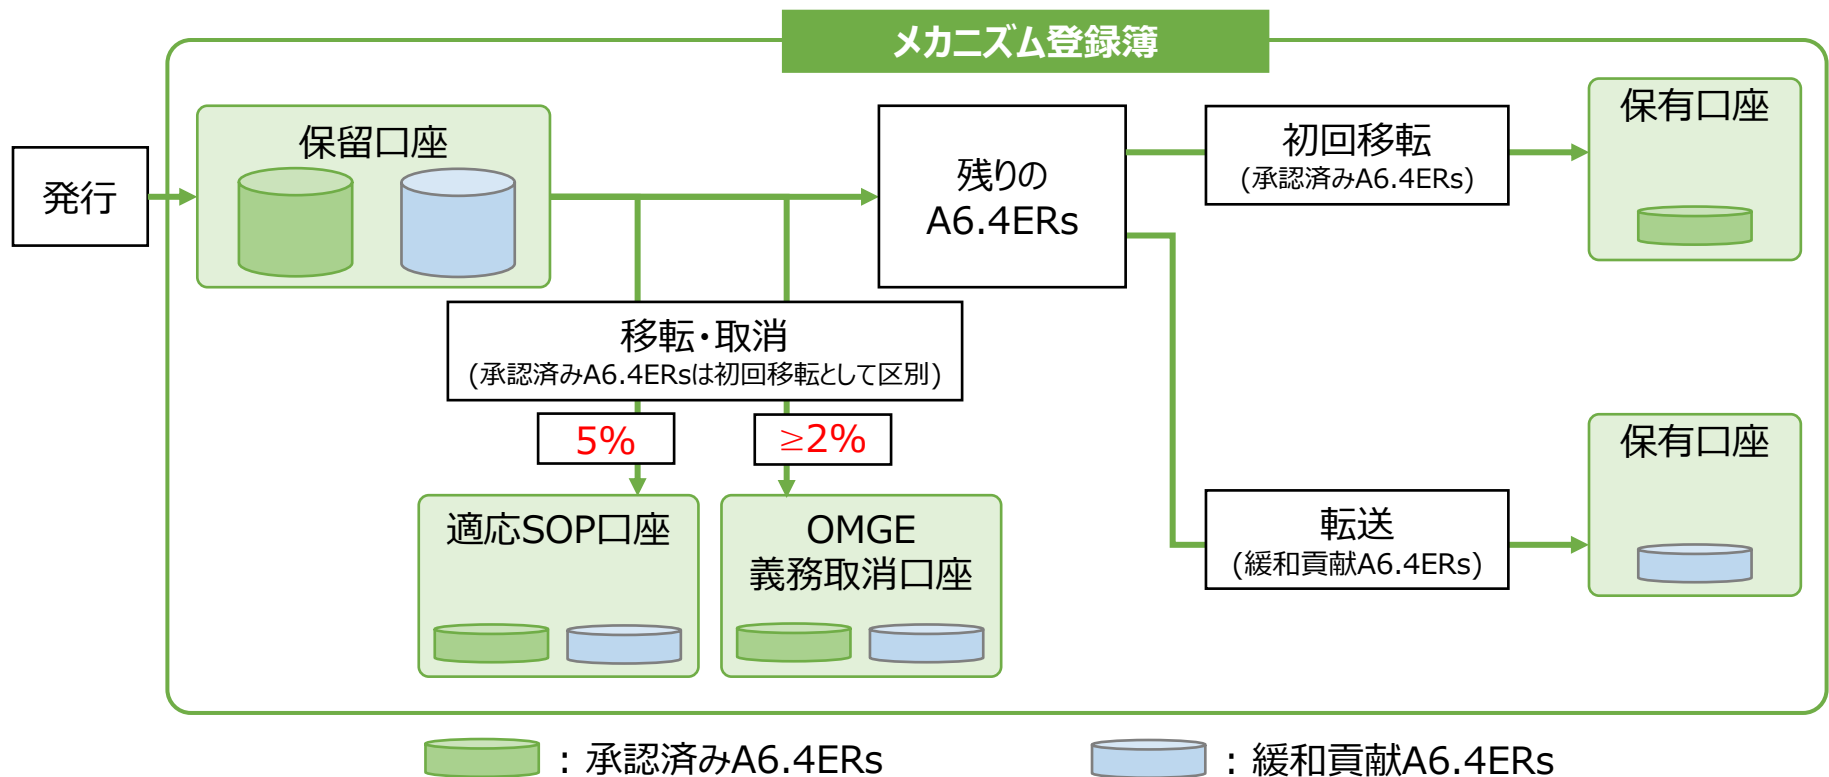 メカニズム登録簿
発行
保留口座
残りの
A6.4ERs
初回移転
(承認済みA6.4ERs)
保有口座
移転・取消
(承認済みA6.4ERsは初回移転として区別)
5%
≥2%
適応SOP口座
OMGE
義務取消口座
転送
(緩和貢献A6.4ERs)
保有口座
：承認済みA6.4ERs
：緩和貢献A6.4ERs